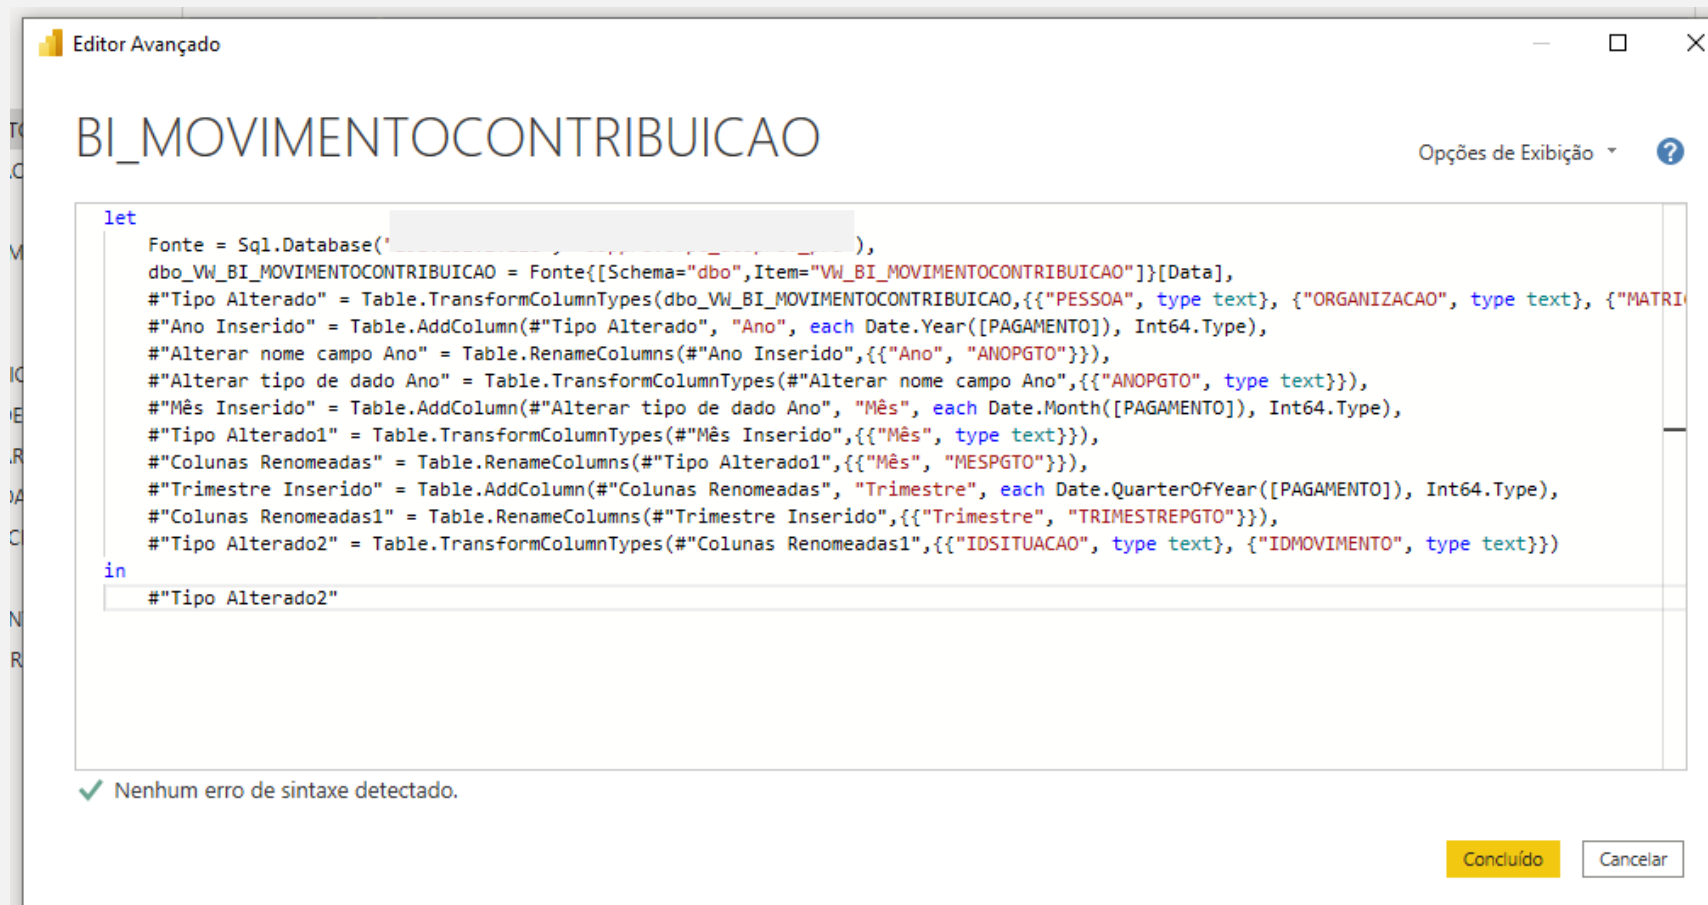 Editor Avançado
BI_MOVIMENTOCONTRIBUICAO
Opções de Exibição
?
let
Fonte = Sql.Database("
),
dbo_VW_BI_MOVIMENTOCONTRIBUICAO = Fonte{[Schema="dbo",Item="VW_BI_MOVIMENTOCONTRIBUICAO"]}[Data],
#"Tipo Alterado" = Table.TransformColumnTypes(dbo_VW_BI_MOVIMENTOCONTRIBUICAO,{{"PESSOA", type text}, {"ORGANIZACAO", type text}, {"MATRI
#"Ano Inserido" = Table.AddColumn(#"Tipo Alterado", "Ano", each Date.Year([PAGAMENTO]), Int64.Type),
#"Alterar nome campo Ano" = Table.RenameColumns(#"Ano Inserido",{{"Ano", "ANOPGTO"}}),
#"Alterar tipo de dado Ano" = Table.TransformColumnTypes(#"Alterar nome campo Ano",{{"ANOPGTO", type text}}),
#"Mês Inserido" = Table.AddColumn(#"Alterar tipo de dado Ano", "Mês", each Date.Month([PAGAMENTO]), Int64.Type),
#"Tipo Alterado1" = Table.TransformColumnTypes(#"Mês Inserido",{{"Mês", type text}}),
#"Colunas Renomeadas" = Table.RenameColumns(#"Tipo Alterado1",{{"Mês", "MESPGTO"}}),
#"Trimestre Inserido" = Table.AddColumn(#"Colunas Renomeadas", "Trimestre", each Date.QuarterOfYear([PAGAMENTO]), Int64.Type),
#"Colunas Renomeadas1" = Table.RenameColumns(#"Trimestre Inserido",{{"Trimestre", "TRIMESTREPGTO"}}),
#"Tipo Alterado2" = Table.TransformColumnTypes(#"Colunas Renomeadas1",{{"IDSITUACAO", type text}, {"IDMOVIMENTO", type text}})
in
#"Tipo Alterado2"
Nenhum erro de sintaxe detectado.
Concluído
Cancelar